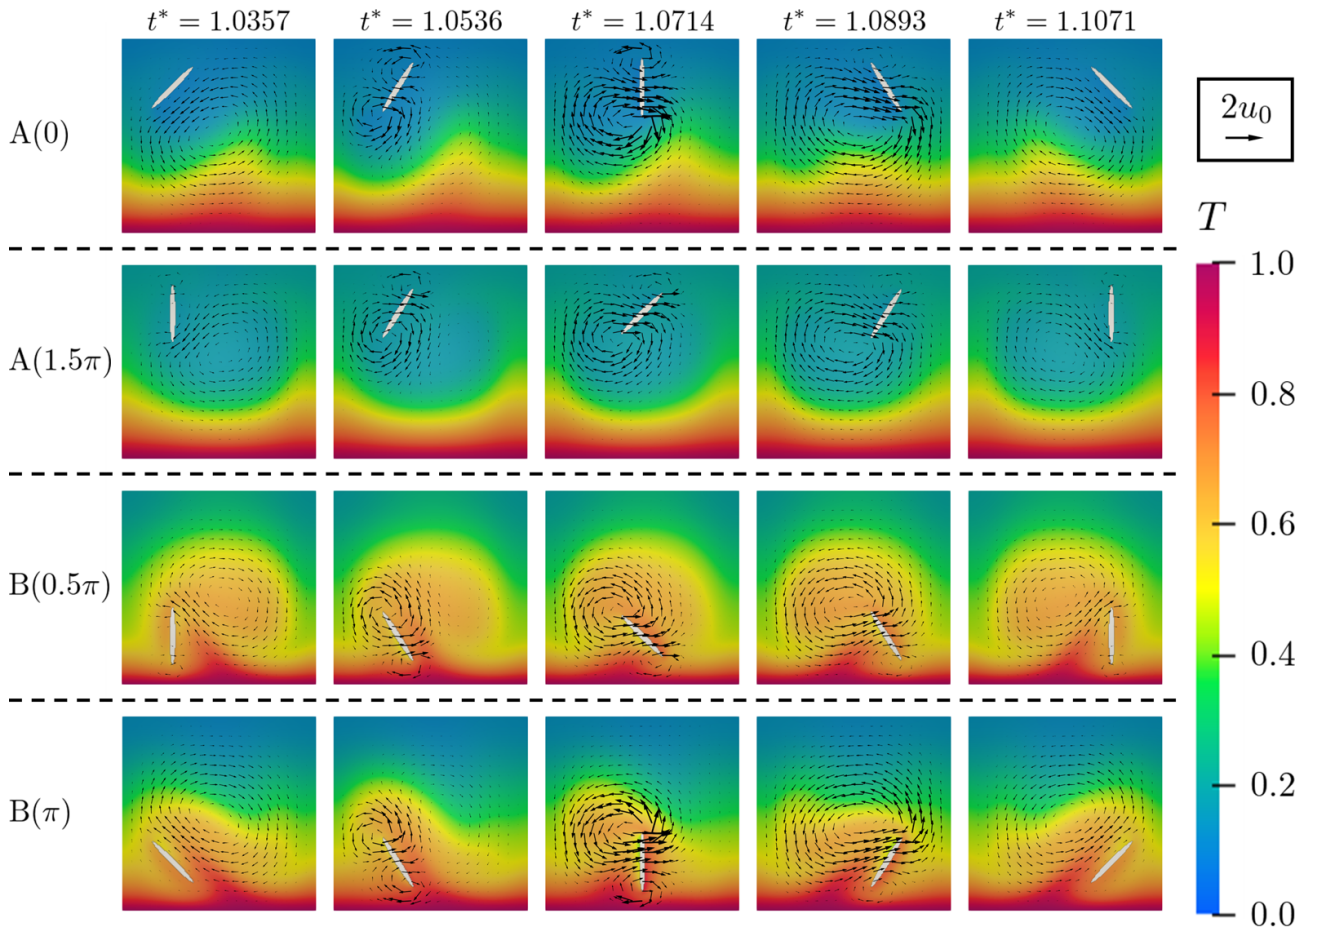 t* = 1.0357 t* = 1.0536 t* = 1.0714 t* = 1.0893 t* = 1.1071
A(0)
A(1.5π)
B(0.5π)
B(π)
2u₀
T
1.0
0.8
0.6
0.4
0.2
0.0